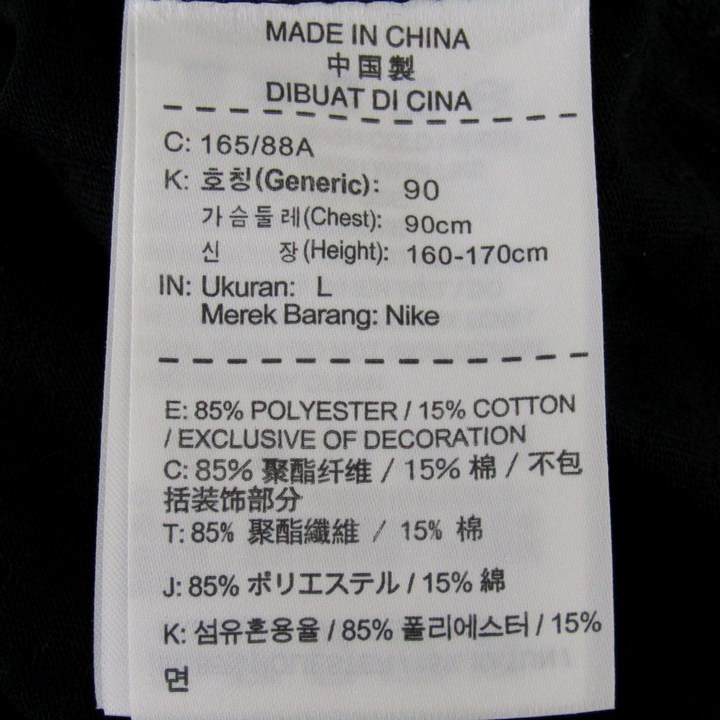 MADE IN CHINA
中国製
DIBUAT DI CINA
C: 165/88A
K: 호칭(Generic): 90
가슴둘레(Chest): 90cm
신 장(Height): 160-170cm
IN: Ukuran: L
Merek Barang: Nike
E: 85% POLYESTER / 15% COTTON
/ EXCLUSIVE OF DECORATION
C: 85% 聚酯纤维 / 15% 棉 / 不包
括装饰部分
T: 85% 聚酯纖維 / 15% 棉
J: 85% ポリエステル / 15% 綿
K: 섬유혼용율 / 85% 폴리에스터 / 15%
면